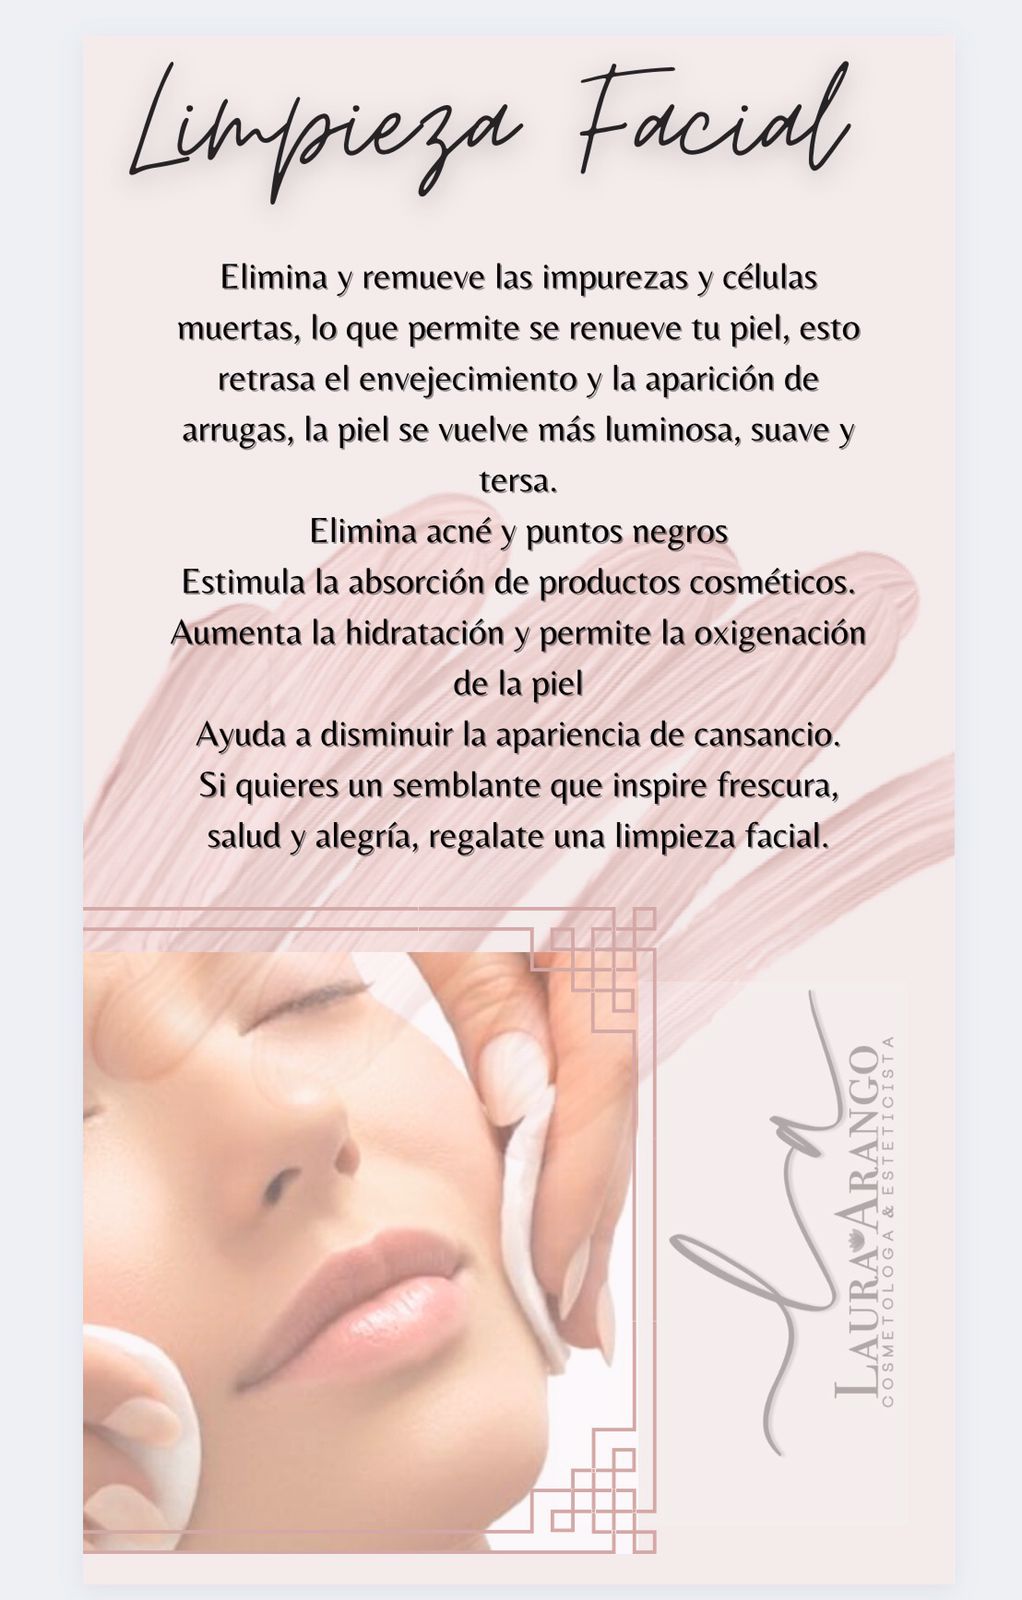 Limpieza Facial
Elimina y remueve las impurezas y células
muertas, lo que permite se renueve tu piel, esto
retrasa el envejecimiento y la aparición de
arrugas, la piel se vuelve más luminosa, suave y
tersa.
Elimina acné y puntos negros
Estimula la absorción de productos cosméticos.
Aumenta la hidratación y permite la oxigenación
de la piel
Ayuda a disminuir la apariencia de cansancio.
Si quieres un semblante que inspire frescura,
salud y alegría, regalate una limpieza facial.
la
LAURA ARANGO
COSMETOLOGA & ESTETICISTA